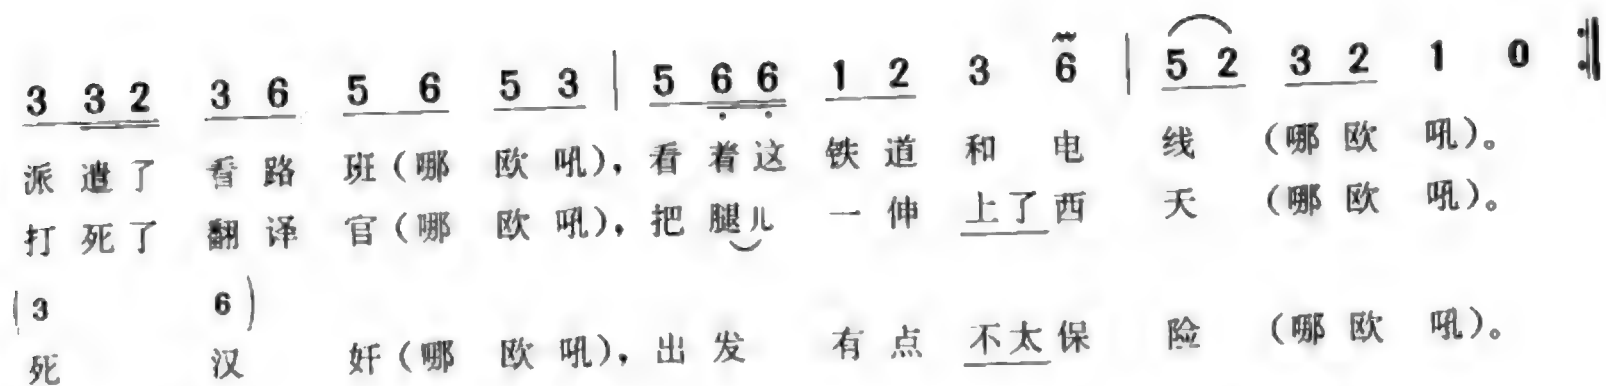 3 3 2 3 6 5 6 5 3 | 5 6 6 1 2 3 6 | 5 2 3 2 1 0 :‖
派遣了 看路 班(哪 欧吼),看着这 铁道 和 电 线 (哪欧 吼)。
打死了 翻译 官(哪 欧吼),把腿儿 一伸 上了西 天 (哪欧 吼)。
(3 6)
死 汉 奸(哪 欧吼),出发 有点 不太保 险 (哪欧 吼)。